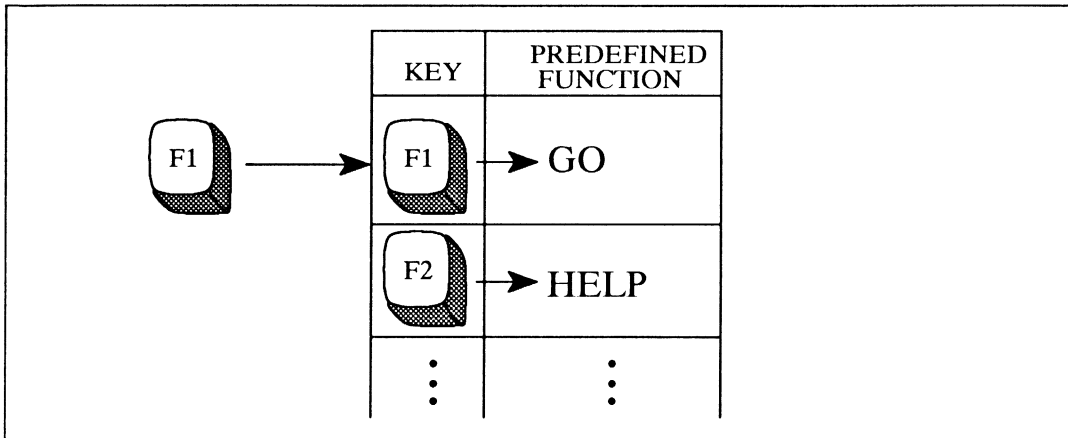 KEY
PREDEFINED
FUNCTION
F1
F1
GO
F2
HELP